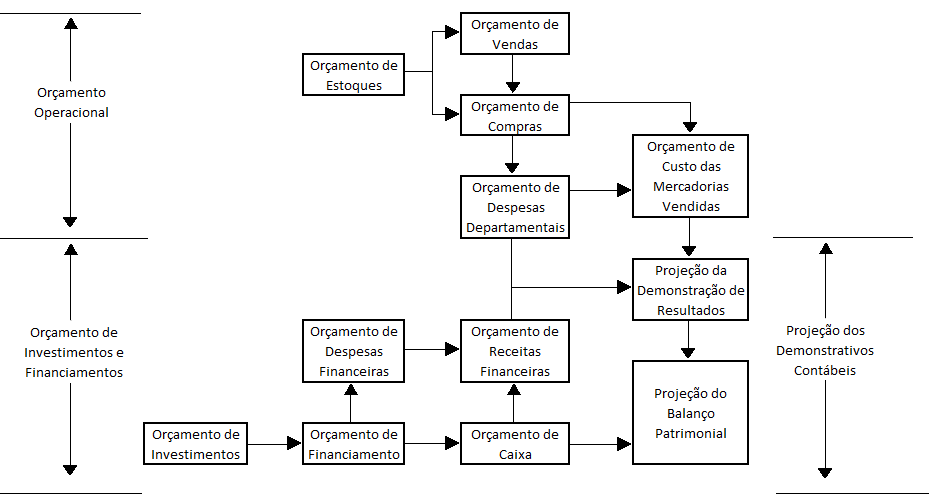 Orçamento
Operacional
Orçamento de
Vendas
Orçamento de
Estoques
Orçamento de
Compras
Orçamento de
Custo das
Mercadorias
Vendidas
Orçamento de
Despesas
Departamentais
Orçamento de
Investimentos e
Financiamentos
Projeção da
Demonstração de
Resultados
Orçamento de
Despesas
Financeiras
Orçamento de
Receitas
Financeiras
Projeção dos
Demonstrativos
Contábeis
Projeção do
Balanço
Patrimonial
Orçamento de
Investimentos
Orçamento de
Financiamento
Orçamento de
Caixa